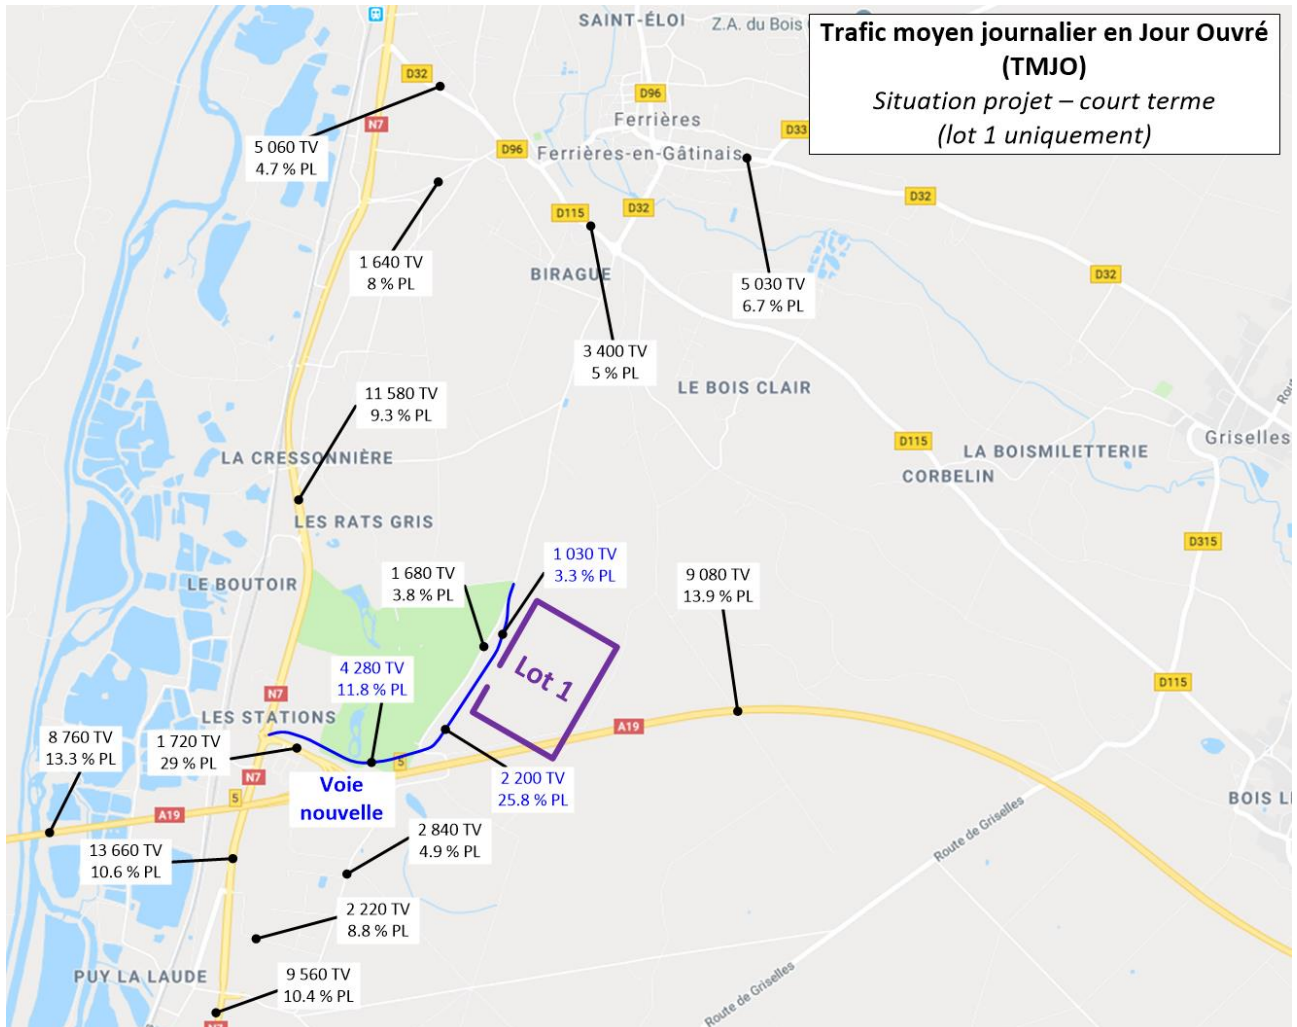 SAINT-ÉLOI
Z.A. du Bois
Trafic moyen journalier en Jour Ouvré
(TMJO)
Situation projet – court terme
(lot 1 uniquement)
D32
D96
N7
Ferrières
D33
5 060 TV
4.7 % PL
D96
Ferrières-en-Gâtinais
D32
D115
D32
1 640 TV
8 % PL
BIRAGUE
D32
5 030 TV
6.7 % PL
3 400 TV
5 % PL
LE BOIS CLAIR
11 580 TV
9.3 % PL
D115
Griselles
LA CRESSONNIÈRE
LA BOISMILETTERIE
CORBELIN
LES RATS GRIS
D315
1 030 TV
3.3 % PL
LE BOUTOIR
1 680 TV
3.8 % PL
9 080 TV
13.9 % PL
4 280 TV
11.8 % PL
Lot 1
D115
N7
LES STATIONS
A19
8 760 TV
13.3 % PL
1 720 TV
29 % PL
5
N7
Voie
nouvelle
2 200 TV
25.8 % PL
5
A19
BOIS L
Route de Griselles
2 840 TV
4.9 % PL
13 660 TV
10.6 % PL
2 220 TV
8.8 % PL
PUY LA LAUDE
9 560 TV
10.4 % PL
Route de Griselles
N7